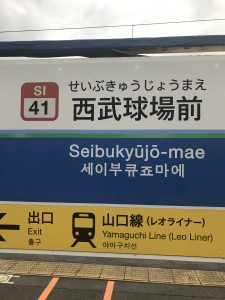 SI
41
せいぶきゅうじょうまえ
西武球場前
Seibukyūjō-mae
세이부큐죠마에
出口
Exit
출구
山口線(レオライナー)
Yamaguchi Line (Leo Liner)
야마구치선